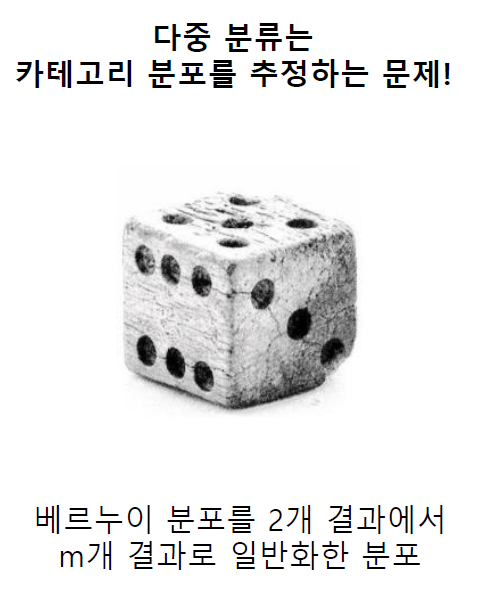 다중 분류는
카테고리 분포를 추정하는 문제!
베르누이 분포를 2개 결과에서
m개 결과로 일반화한 분포